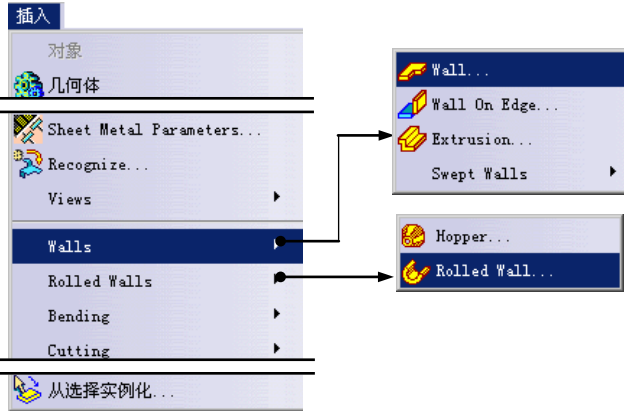 插入
对象
几何体
Sheet Metal Parameters...
Recognize...
Views
Walls
Rolled Walls
Bending
Cutting
从选择实例化...
Wall...
Wall On Edge...
Extrusion...
Swept Walls
Hopper...
Rolled Wall...